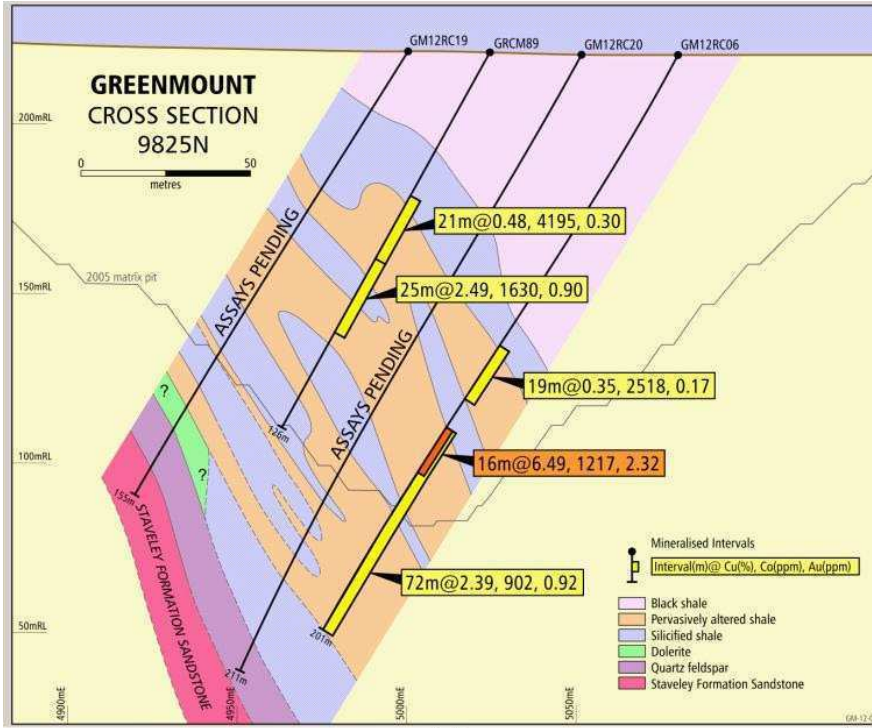 GM12RC19
GRCM89
GM12RC20
GM12RC06
GREENMOUNT
CROSS SECTION
9825N
0 50
metres
200mRL
150mRL
100mRL
50mRL
2005 matrix pit
ASSAYS PENDING
ASSAYS PENDING
21m@0.48, 4195, 0.30
25m@2.49, 1630, 0.90
19m@0.35, 2518, 0.17
16m@6.49, 1217, 2.32
72m@2.39, 902, 0.92
?
?
126m
155m
201m
211m
STAVELEY FORMATION SANDSTONE
Mineralised Intervals
Interval(m)@ Cu(%), Co(ppm), Au(ppm)
Black shale
Pervasively altered shale
Silicified shale
Dolerite
Quartz feldspar
Staveley Formation Sandstone
4900mE
4950mE
5000mE
5050mE